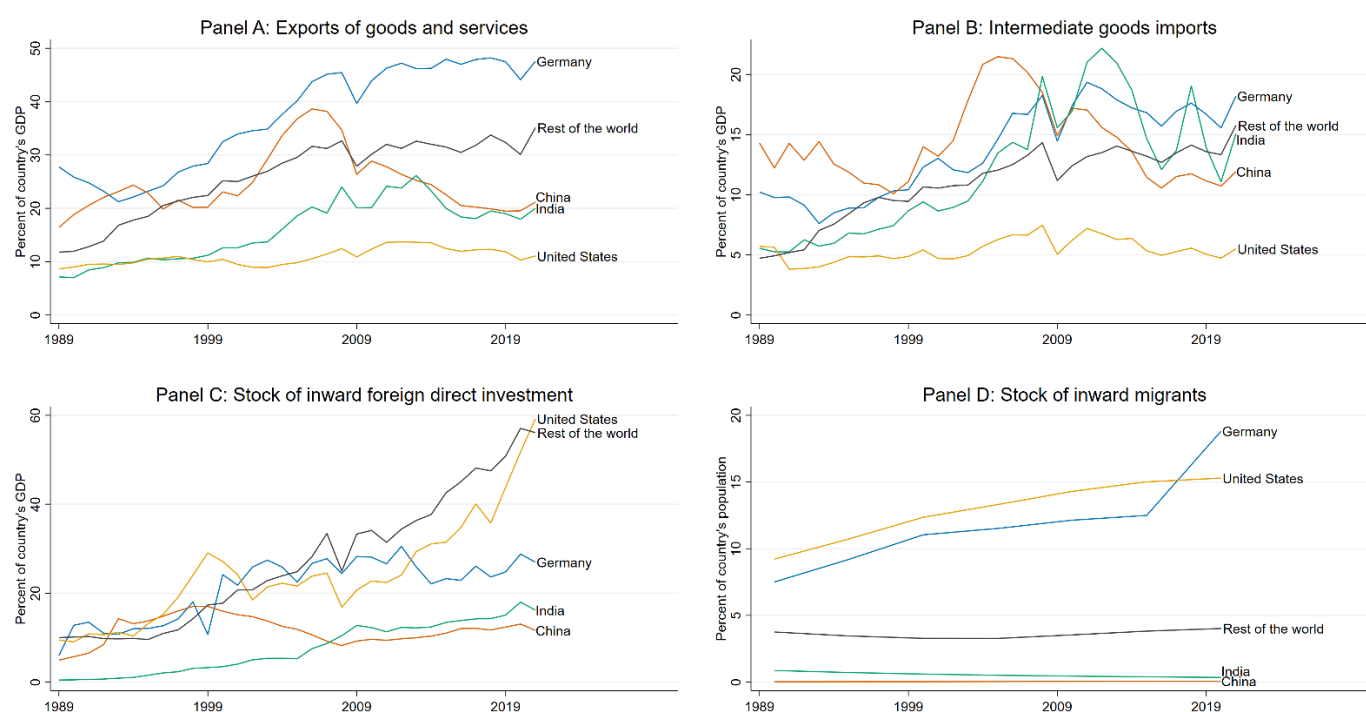 Panel A: Exports of goods and services
Percent of country's GDP
50
40
30
20
10
0
Germany
Rest of the world
China
India
United States
1989
1999
2009
2019
Panel B: Intermediate goods imports
Percent of country's GDP
20
15
10
5
0
Germany
Rest of the world
India
China
United States
1989
1999
2009
2019
Panel C: Stock of inward foreign direct investment
Percent of country's GDP
60
40
20
0
United States
Rest of the world
Germany
India
China
1989
1999
2009
2019
Panel D: Stock of inward migrants
Percent of country's population
20
15
10
5
0
Germany
United States
Rest of the world
India
China
1989
1999
2009
2019